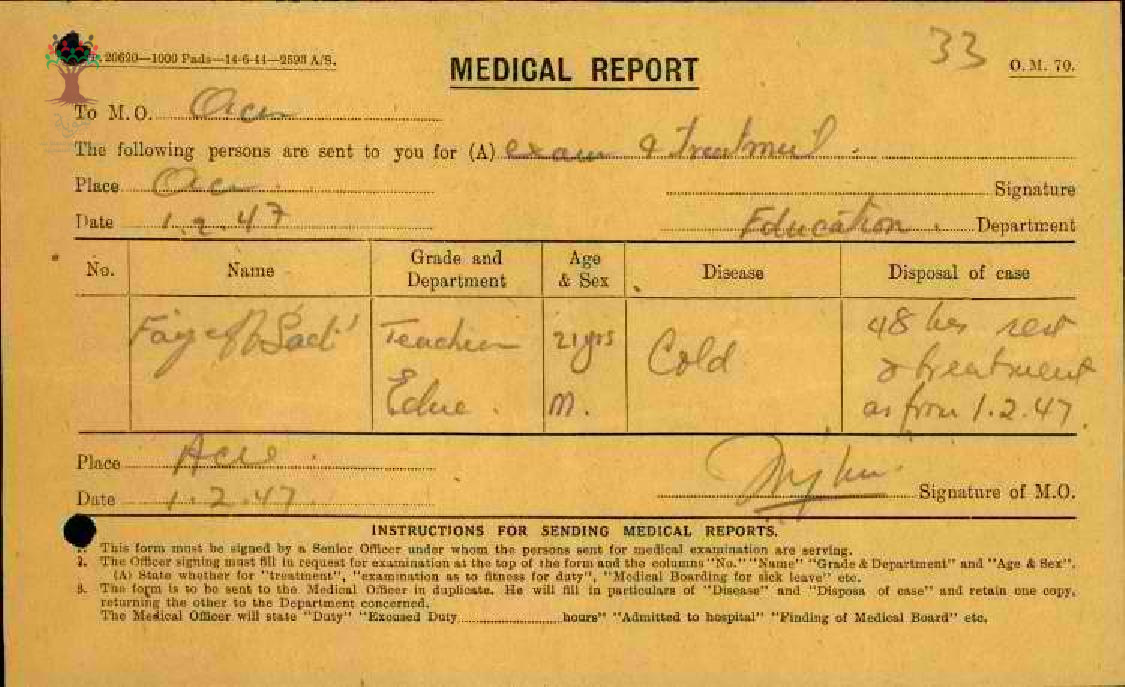 P. 20620—1000 Pads—14-6-44—2593 A/S.
33
MEDICAL REPORT
O. M. 70.
To M. O. Acre
The following persons are sent to you for (A) exam & treatment
Place Acre
Signature
Date 1.2.47
Education Department
No. Name Grade and Department Age & Sex Disease Disposal of case
Teacher 21 yrs Cold 48 hrs rest
Educ. M. & treatment
as from 1.2.47
Place Acre
Date 1.2.47 Signature of M.O.
INSTRUCTIONS FOR SENDING MEDICAL REPORTS.
1. This form must be signed by a Senior Officer under whom the persons sent for medical examination are serving.
2. The Officer signing must fill in request for examination at the top of the form and the columns "No." "Name" "Grade & Department" and "Age & Sex".
(A) State whether for "treatment", "examination as to fitness for duty", "Medical Boarding for sick leave" etc.
3. The form is to be sent to the Medical Officer in duplicate. He will fill in particulars of "Disease" and "Disposa of case" and retain one copy,
returning the other to the Department concerned.
The Medical Officer will state "Duty" "Excused Duty hours" "Admitted to hospital" "Finding of Medical Board" etc.